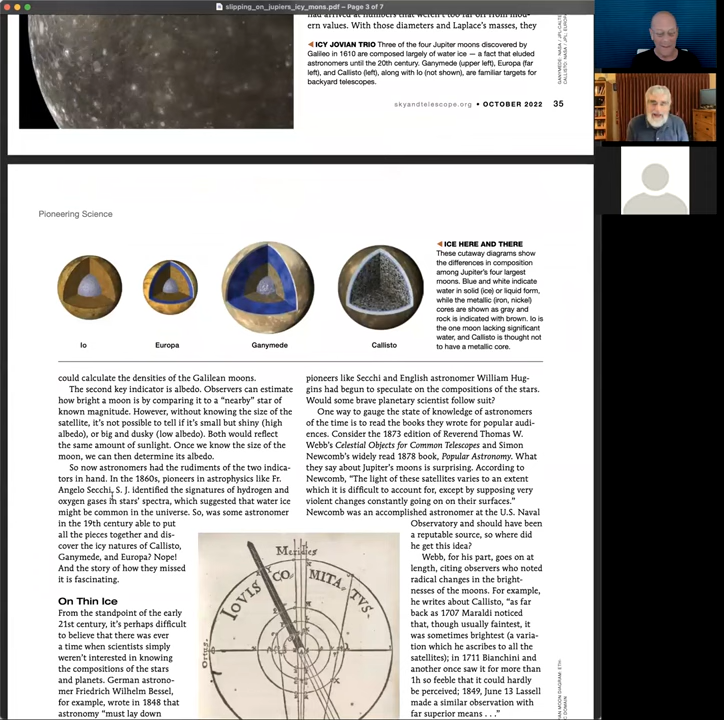 slipping_on_jupiers_icy_mons.pdf – Page 3 of 7
had arrived at numbers that weren't too far off from mod-
ern values. With those diameters and Laplace's masses, they
ICY JOVIAN TRIO Three of the four Jupiter moons discovered by
Galileo in 1610 are composed largely of water ice — a fact that eluded
astronomers until the 20th century. Ganymede (upper left), Europa (far
left), and Callisto (left), along with Io (not shown), are familiar targets for
backyard telescopes.
skyandtelescope.org • OCTOBER 2022 35
Pioneering Science
ICE HERE AND THERE
These cutaway diagrams show
the differences in composition
among Jupiter's four largest
moons. Blue and white indicate
water in solid (ice) or liquid form,
while the metallic (iron, nickel)
cores are shown as gray and
rock is indicated with brown. Io is
the one moon lacking significant
water, and Callisto is thought not
to have a metallic core.
Io
Europa
Ganymede
Callisto
could calculate the densities of the Galilean moons.
The second key indicator is albedo. Observers can estimate
how bright a moon is by comparing it to a "nearby" star of
known magnitude. However, without knowing the size of the
satellite, it's not possible to tell if it's small but shiny (high
albedo), or big and dusky (low albedo). Both would reflect
the same amount of sunlight. Once we know the size of the
moon, we can then determine its albedo.
So now astronomers had the rudiments of the two indica-
tors in hand. In the 1860s, pioneers in astrophysics like Fr.
Angelo Secchi, S. J. identified the signatures of hydrogen and
oxygen gases in stars' spectra, which suggested that water ice
might be common in the universe. So, was some astronomer
in the 19th century able to put
all the pieces together and dis-
cover the icy natures of Callisto,
Ganymede, and Europa? Nope!
And the story of how they missed
it is fascinating.
On Thin Ice
From the standpoint of the early
21st century, it's perhaps difficult
to believe that there was ever
a time when scientists simply
weren't interested in knowing
the compositions of the stars
and planets. German astrono-
mer Friedrich Wilhelm Bessel,
for example, wrote in 1848 that
astronomy "must lay down
pioneers like Secchi and English astronomer William Hug-
gins had begun to speculate on the compositions of the stars.
Would some brave planetary scientist follow suit?
One way to gauge the state of knowledge of astronomers
of the time is to read the books they wrote for popular audi-
ences. Consider the 1873 edition of Reverend Thomas W.
Webb's Celestial Objects for Common Telescopes and Simon
Newcomb's widely read 1878 book, Popular Astronomy. What
they say about Jupiter's moons is surprising. According to
Newcomb, "The light of these satellites varies to an extent
which it is difficult to account for, except by supposing very
violent changes constantly going on on their surfaces."
Newcomb was an accomplished astronomer at the U.S. Naval
Observatory and should have been
a reputable source, so where did
he get this idea?
Webb, for his part, goes on at
length, citing observers who noted
radical changes in the bright-
nesses of the moons. For example,
he writes about Callisto, "as far
back as 1707 Maraldi noticed
that, though usually faintest, it
was sometimes brightest (a varia-
tion which he ascribes to all the
satellites); in 1711 Bianchini and
another once saw it for more than
1h so feeble that it could hardly
be perceived; 1849, June 13 Lassell
made a similar observation with
far superior means . . ."
Meridies
IOVIS COMITATVS.
Ortus.